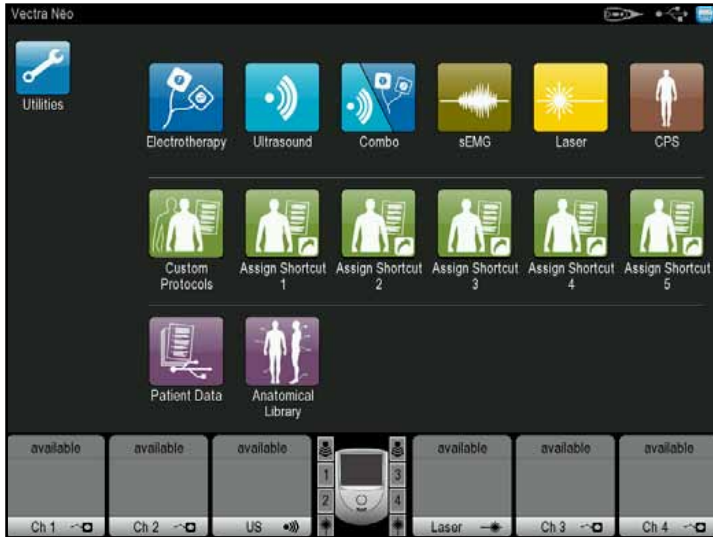 Vectra Nëo
Utilities
Electrotherapy
Ultrasound
Combo
sEMG
Laser
CPS
Custom
Protocols
Assign Shortcut
1
Assign Shortcut
2
Assign Shortcut
3
Assign Shortcut
4
Assign Shortcut
5
Patient Data
Anatomical
Library
available
available
available
available
available
available
1
3
2
4
Ch 1
Ch 2
US
Laser
Ch 3
Ch 4